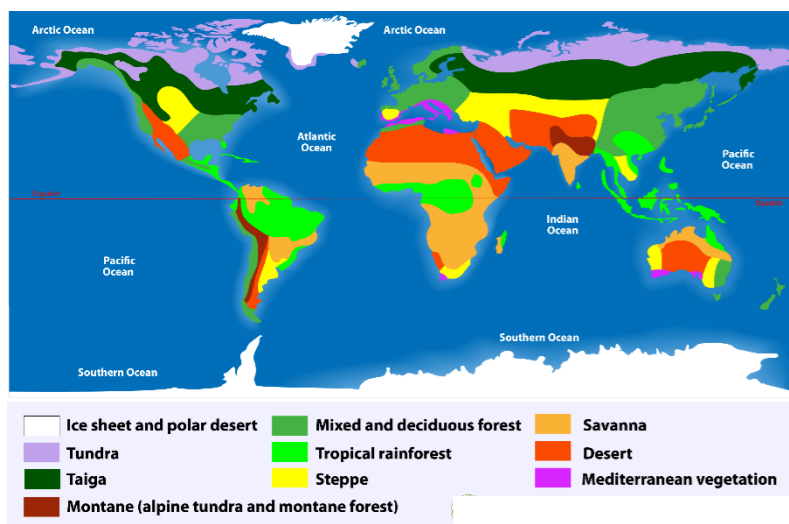 Arctic Ocean
Arctic Ocean
Atlantic
Ocean
Pacific
Ocean
Indian
Ocean
Pacific
Ocean
Southern Ocean
Southern Ocean
Ice sheet and polar desert
Mixed and deciduous forest
Savanna
Tundra
Tropical rainforest
Desert
Taiga
Steppe
Mediterranean vegetation
Montane (alpine tundra and montane forest)